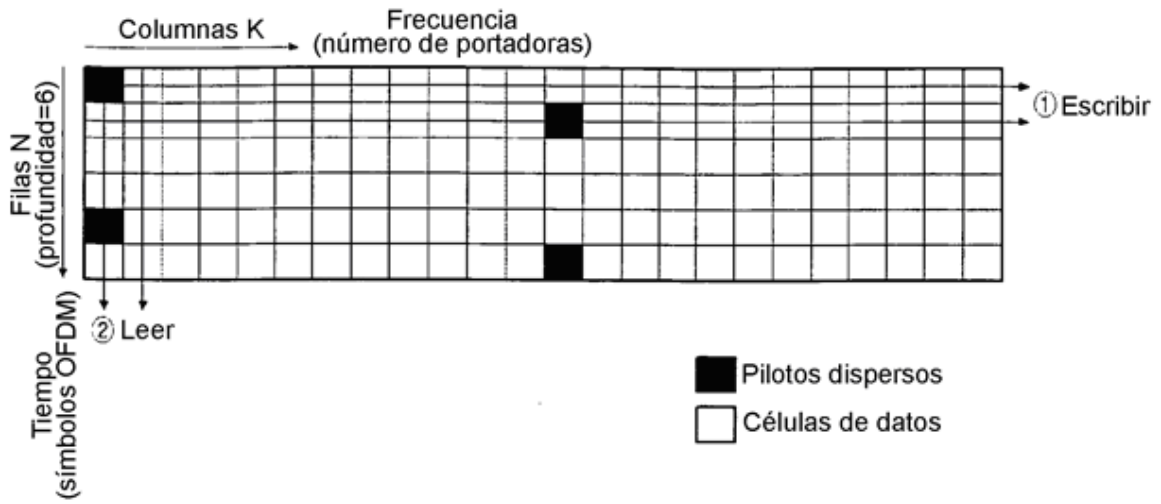 Columnas K
Frecuencia
(número de portadoras)
① Escribir
Filas N
(profundidad=6)
② Leer
Tiempo
(símbolos OFDM)
Pilotos dispersos
Células de datos